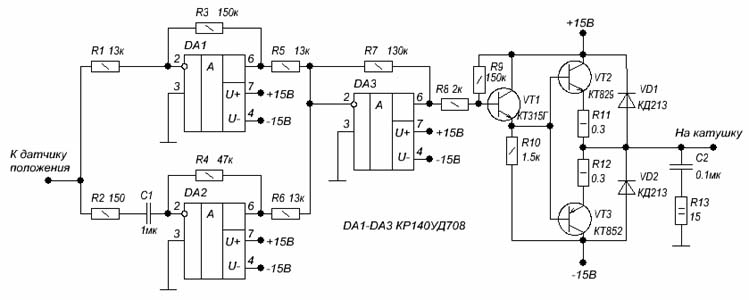 R3 150к
+15В
R1 13к
DA1
R5 13к
R7 130к
2
A
6
3
U+
7
+15В
U-
4
-15В
DA3
R8 2к
R9
150к
VT2
КТ829
VD1
КД213
2
A
6
3
U+
7
+15В
U-
4
-15В
VT1
КТ315Г
R11
0.3
R10
1.5к
На катушку
К датчику
положения
R4 47к
R12
0.3
C2
0.1мк
R2 150
C1
1мк
DA2
R6 13к
VD2
КД213
2
A
6
3
U+
7
+15В
U-
4
-15В
DA1-DA3 КР140УД708
VT3
КТ852
R13
15
-15В